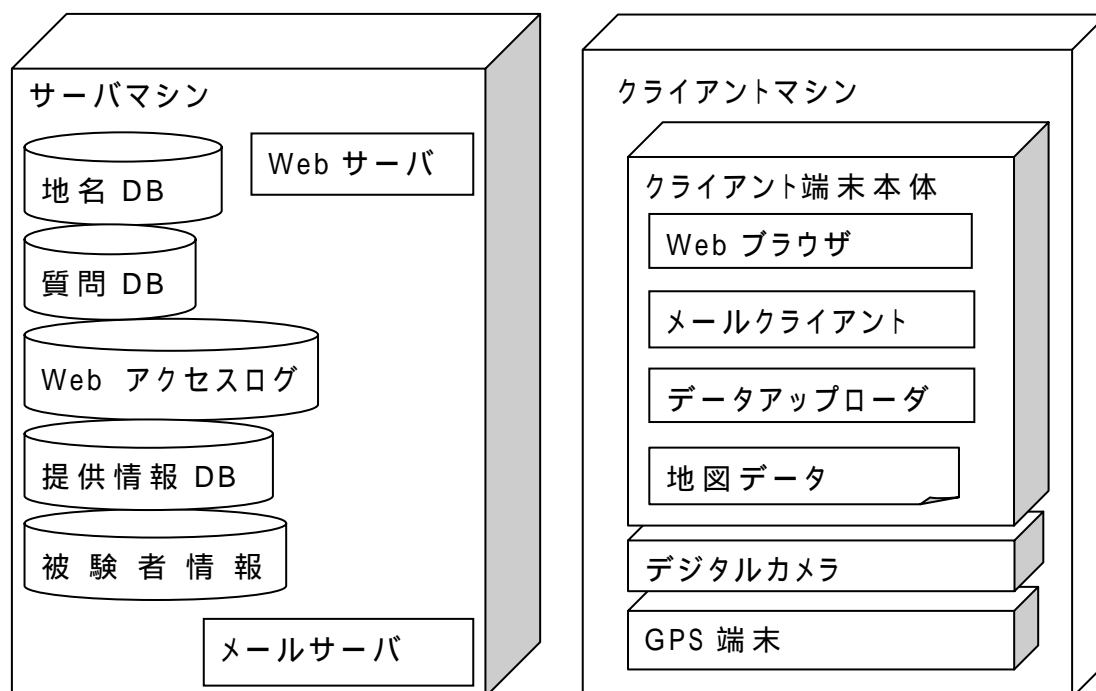 サーバマシン
Web サーバ
地名 DB
質問 DB
Web アクセスログ
提供情報 DB
被験者情報
メールサーバ
クライアントマシン
クライアント端末本体
Web ブラウザ
メールクライアント
データアップローダ
地図データ
デジタルカメラ
GPS 端末